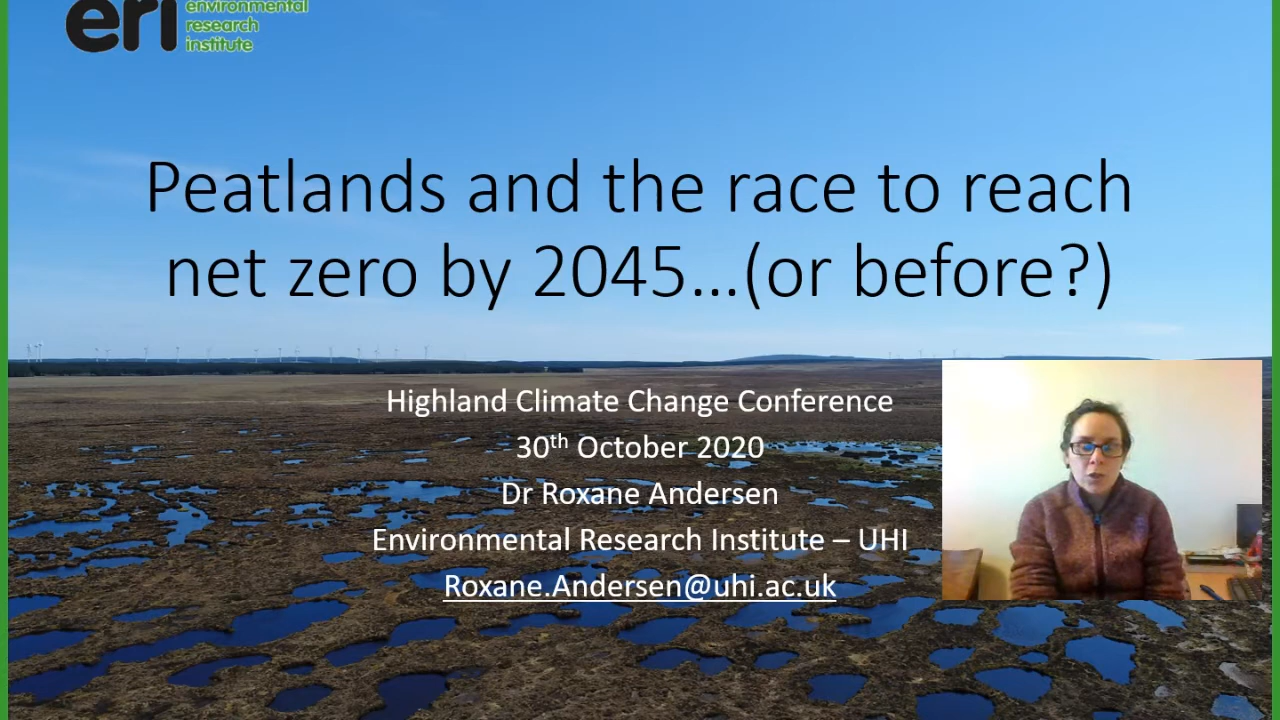 eri environmental
research
institute
Peatlands and the race to reach
net zero by 2045...(or before?)
Highland Climate Change Conference
30th October 2020
Dr Roxane Andersen
Environmental Research Institute – UHI
Roxane.Andersen@uhi.ac.uk